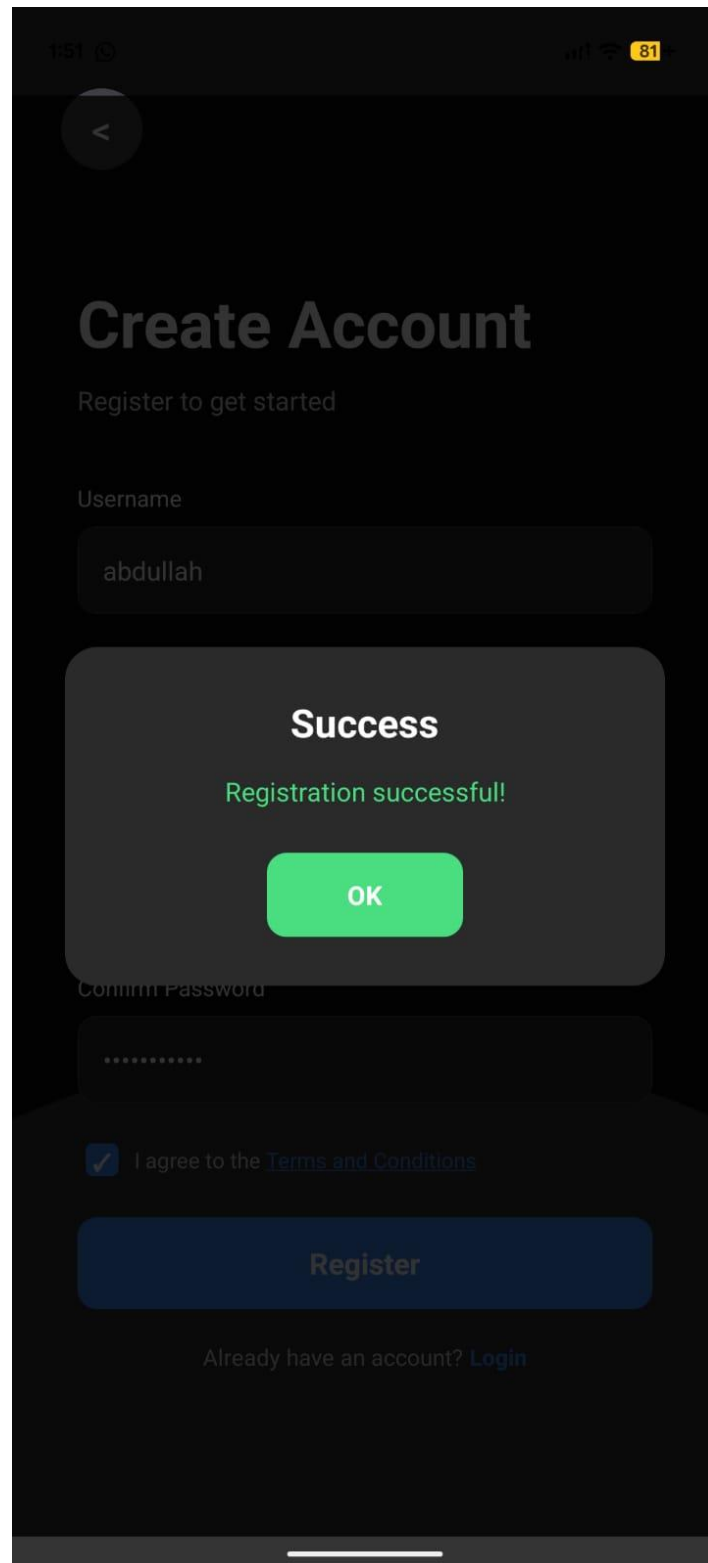 1:51
81
<
Create Account
Register to get started
Username
abdullah
Success
Registration successful!
OK
Confirm Password
•••••••••••
I agree to the Terms and Conditions
Register
Already have an account? Login